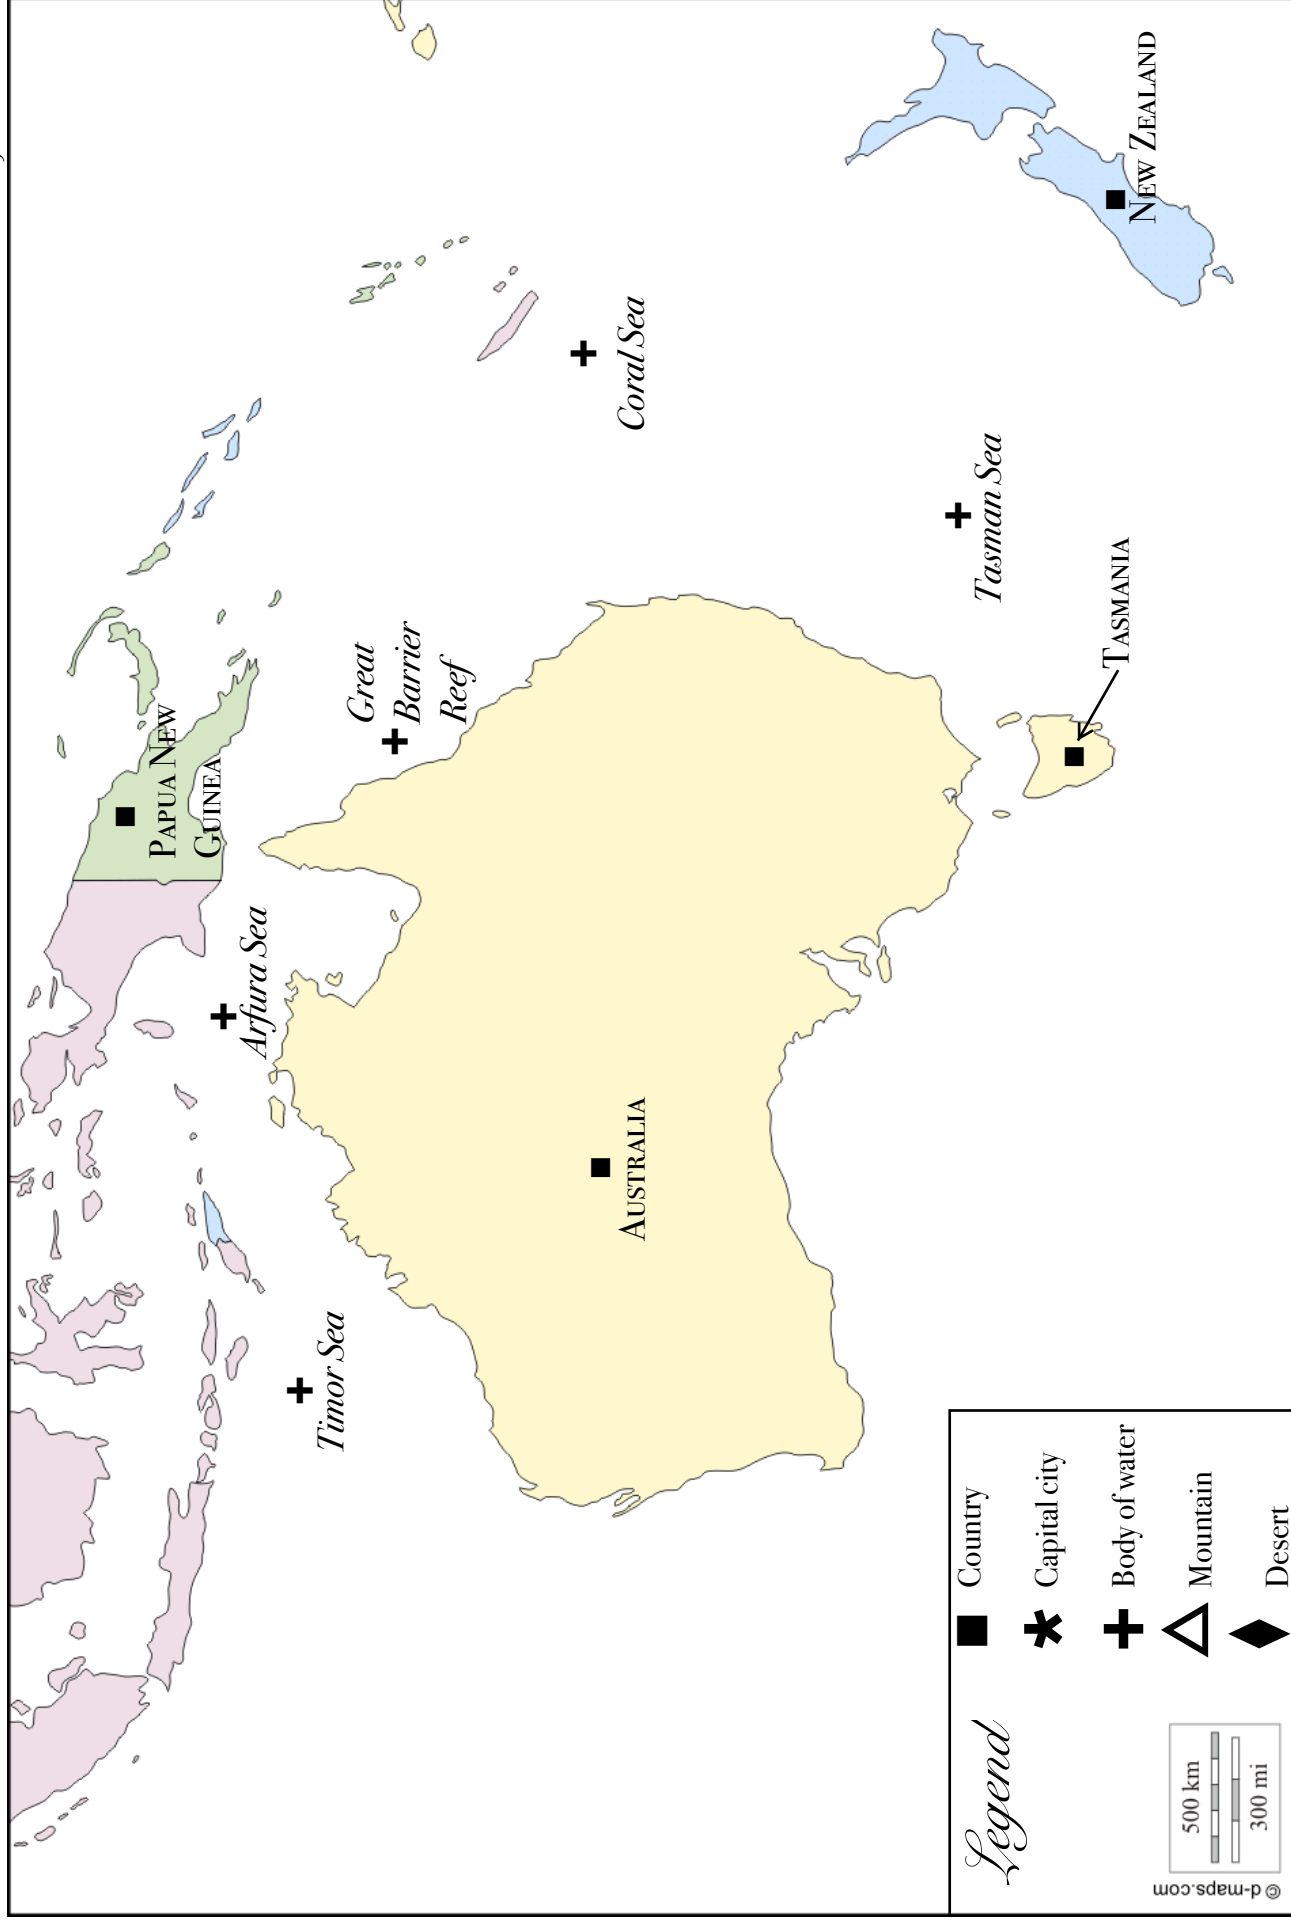 Papua New
Guinea
Arfura Sea
Timor Sea
Great
Barrier
Reef
Coral Sea
Australia
Tasman Sea
Tasmania
New Zealand
Legend
Country
Capital city
Body of water
Mountain
Desert
500 km
300 mi
© d-maps.com